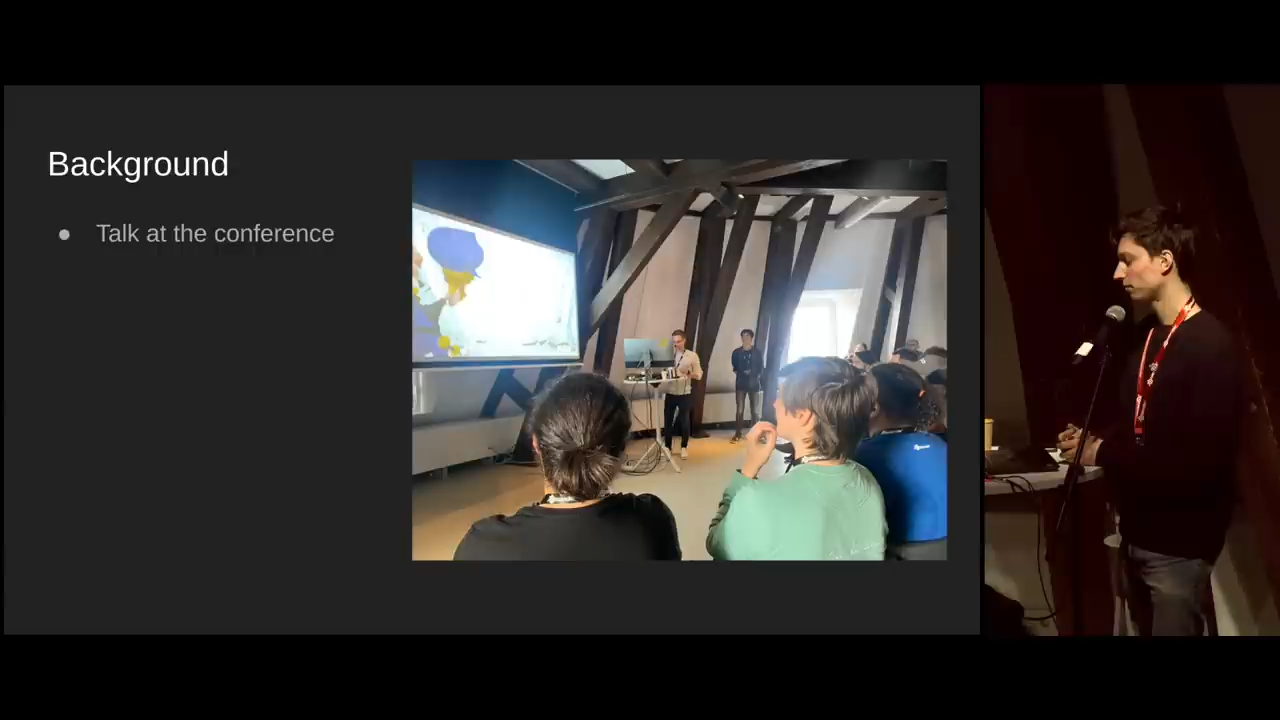 Background
● Talk at the conference